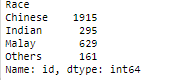 Race
Chinese    1915
Indian      295
Malay       629
Others      161
Name: id, dtype: int64